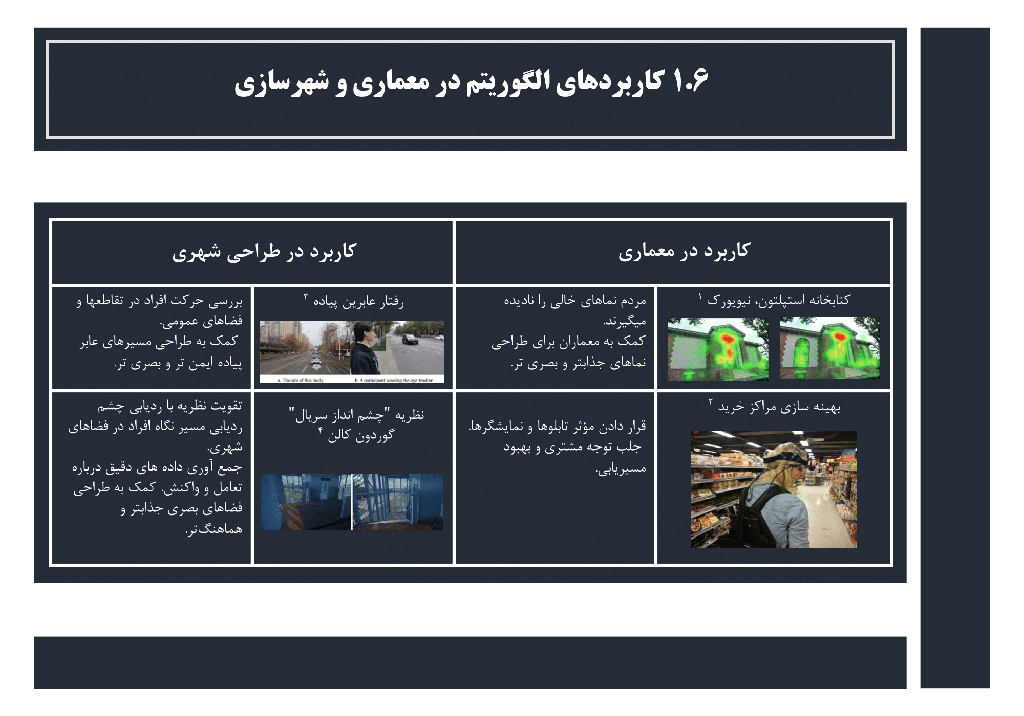 ۱.۶ کاربردهای الگوریتم در معماری و شهرسازی
کاربرد در معماری
کاربرد در طراحی شهری
کتابخانه استپلتون، نیویورک ۱
مردم نماهای خالی را نادیده
میگیرند.
کمک به معماران برای طراحی
نماهای جذابتر و بصری تر.
رفتار عابرین پیاده ۳
a. The site of this study
b. A participant wearing the eye tracker
بررسی حرکت افراد در تقاطعها و
فضاهای عمومی.
کمک به طراحی مسیرهای عابر
پیاده ایمن تر و بصری تر.
بهینه سازی مراکز خرید ۲
قرار دادن مؤثر تابلوها و نمایشگرها.
جلب توجه مشتری و بهبود
مسیریابی.
نظریه "چشم انداز سریال"
گوردون کالن ۴
تقویت نظریه با ردیابی چشم
ردیابی مسیر نگاه افراد در فضاهای
شهری.
جمع آوری داده های دقیق درباره
تعامل و واکنش. کمک به طراحی
فضاهای بصری جذابتر و
هماهنگ‌تر.